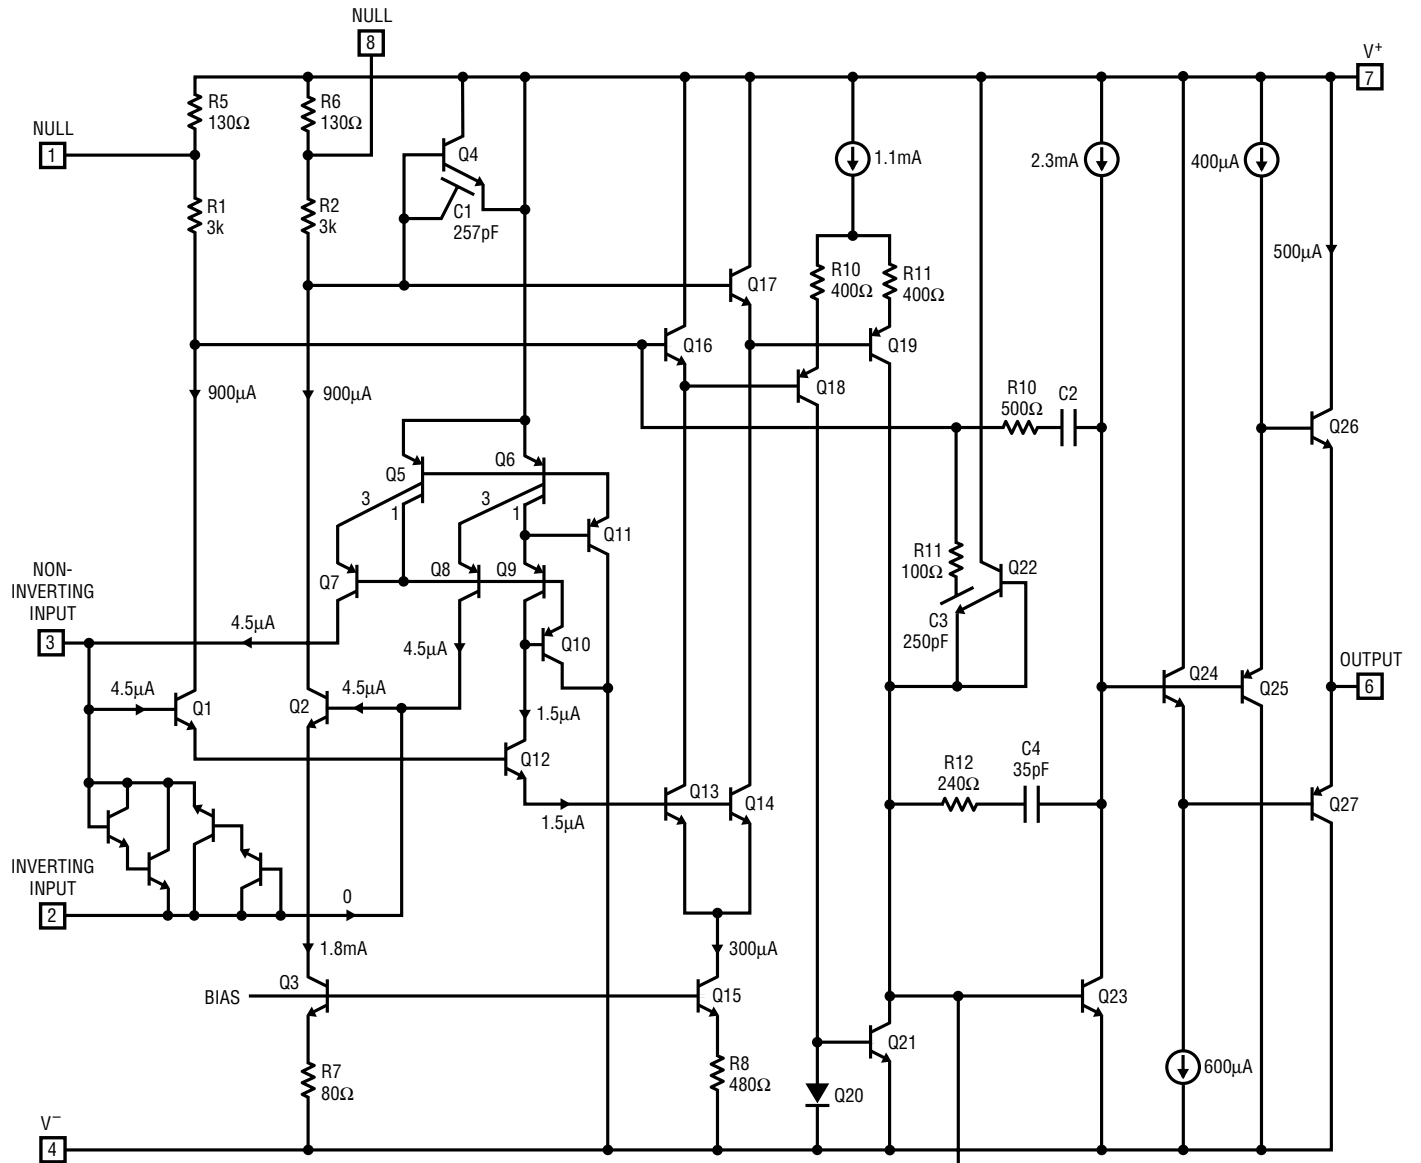 NULL
8
V+
7
R5
130Ω
R6
130Ω
NULL
1
Q4
1.1mA
2.3mA
400µA
R1
3k
R2
3k
C1
257pF
500µA
R10
400Ω
R11
400Ω
Q17
Q16
Q19
Q18
900µA
900µA
R10
500Ω
C2
Q26
Q5
Q6
3
1
3
1
Q11
R11
100Ω
Q22
C3
250pF
NON-
INVERTING
INPUT
3
Q7
Q8
Q9
4.5µA
4.5µA
Q10
OUTPUT
6
4.5µA
Q1
Q2
4.5µA
1.5µA
Q24
Q25
Q12
1.5µA
Q13
Q14
R12
240Ω
C4
35pF
Q27
INVERTING
INPUT
2
0
1.8mA
300µA
Q3
BIAS
Q15
Q23
Q21
R7
80Ω
R8
480Ω
Q20
600µA
V−
4